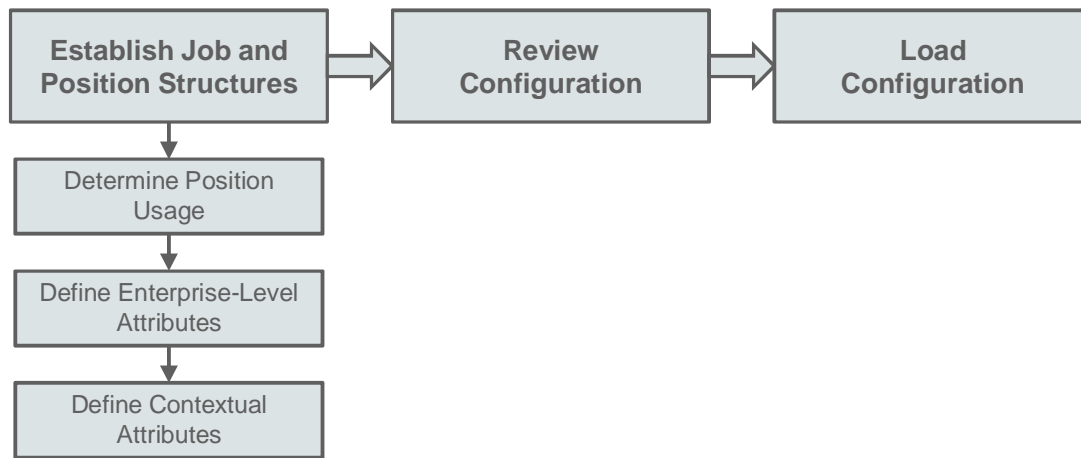 Establish Job and
Position Structures
Review
Configuration
Load
Configuration
Determine Position
Usage
Define Enterprise-Level
Attributes
Define Contextual
Attributes